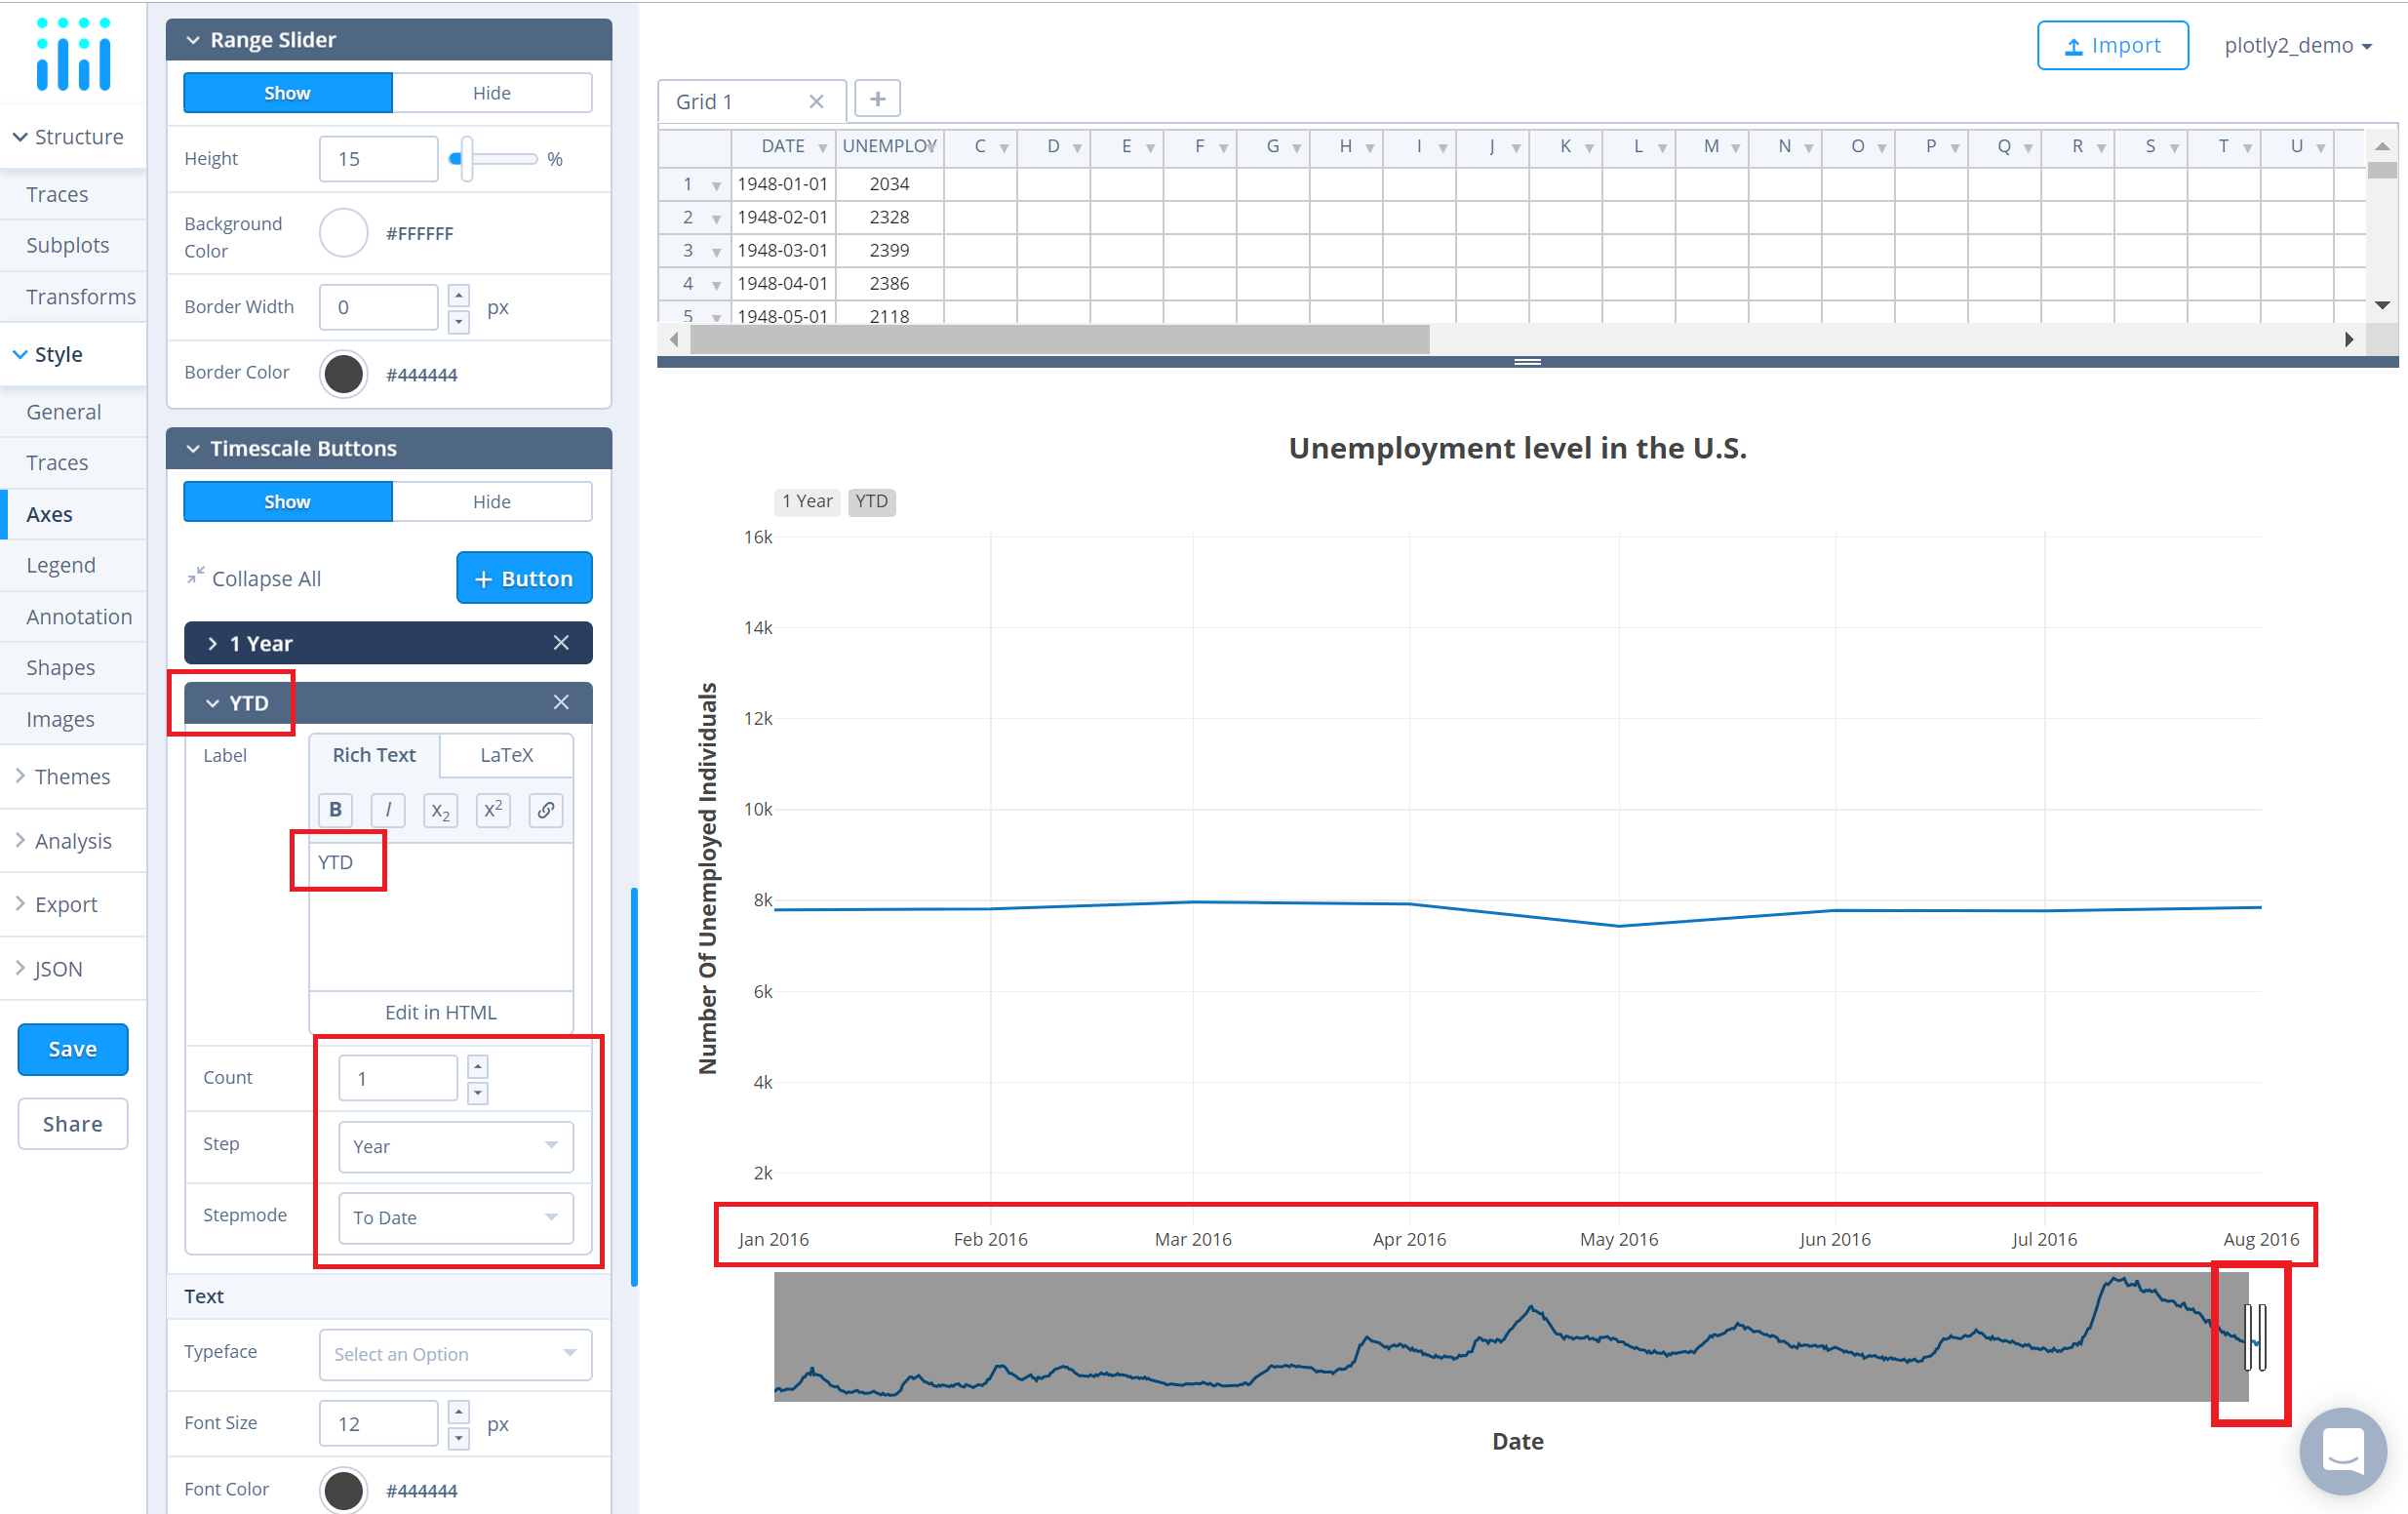 Structure
Traces
Subplots
Transforms
Style
General
Traces
Axes
Legend
Annotation
Shapes
Images
Themes
Analysis
Export
JSON
Save
Share
Range Slider
Show Hide
Height 15 %
Background
Color
#FFFFFF
Border Width 0 px
Border Color #444444
Timescale Buttons
Show Hide
Collapse All + Button
1 Year
YTD
Label Rich Text LaTeX
B I x₂ x²
YTD
Edit in HTML
Count 1
Step Year
Stepmode To Date
Text
Typeface Select an Option
Font Size 12 px
Font Color #444444
Import plotly2_demo
Grid 1
DATE UNEMPLOY C D E F G H I J K L M N O P Q R S T U
1 1948-01-01 2034
2 1948-02-01 2328
3 1948-03-01 2399
4 1948-04-01 2386
5 1948-05-01 2118
Unemployment level in the U.S.
1 Year YTD
16k
14k
12k
10k
8k
6k
4k
2k
Number Of Unemployed Individuals
Jan 2016 Feb 2016 Mar 2016 Apr 2016 May 2016 Jun 2016 Jul 2016 Aug 2016
Date